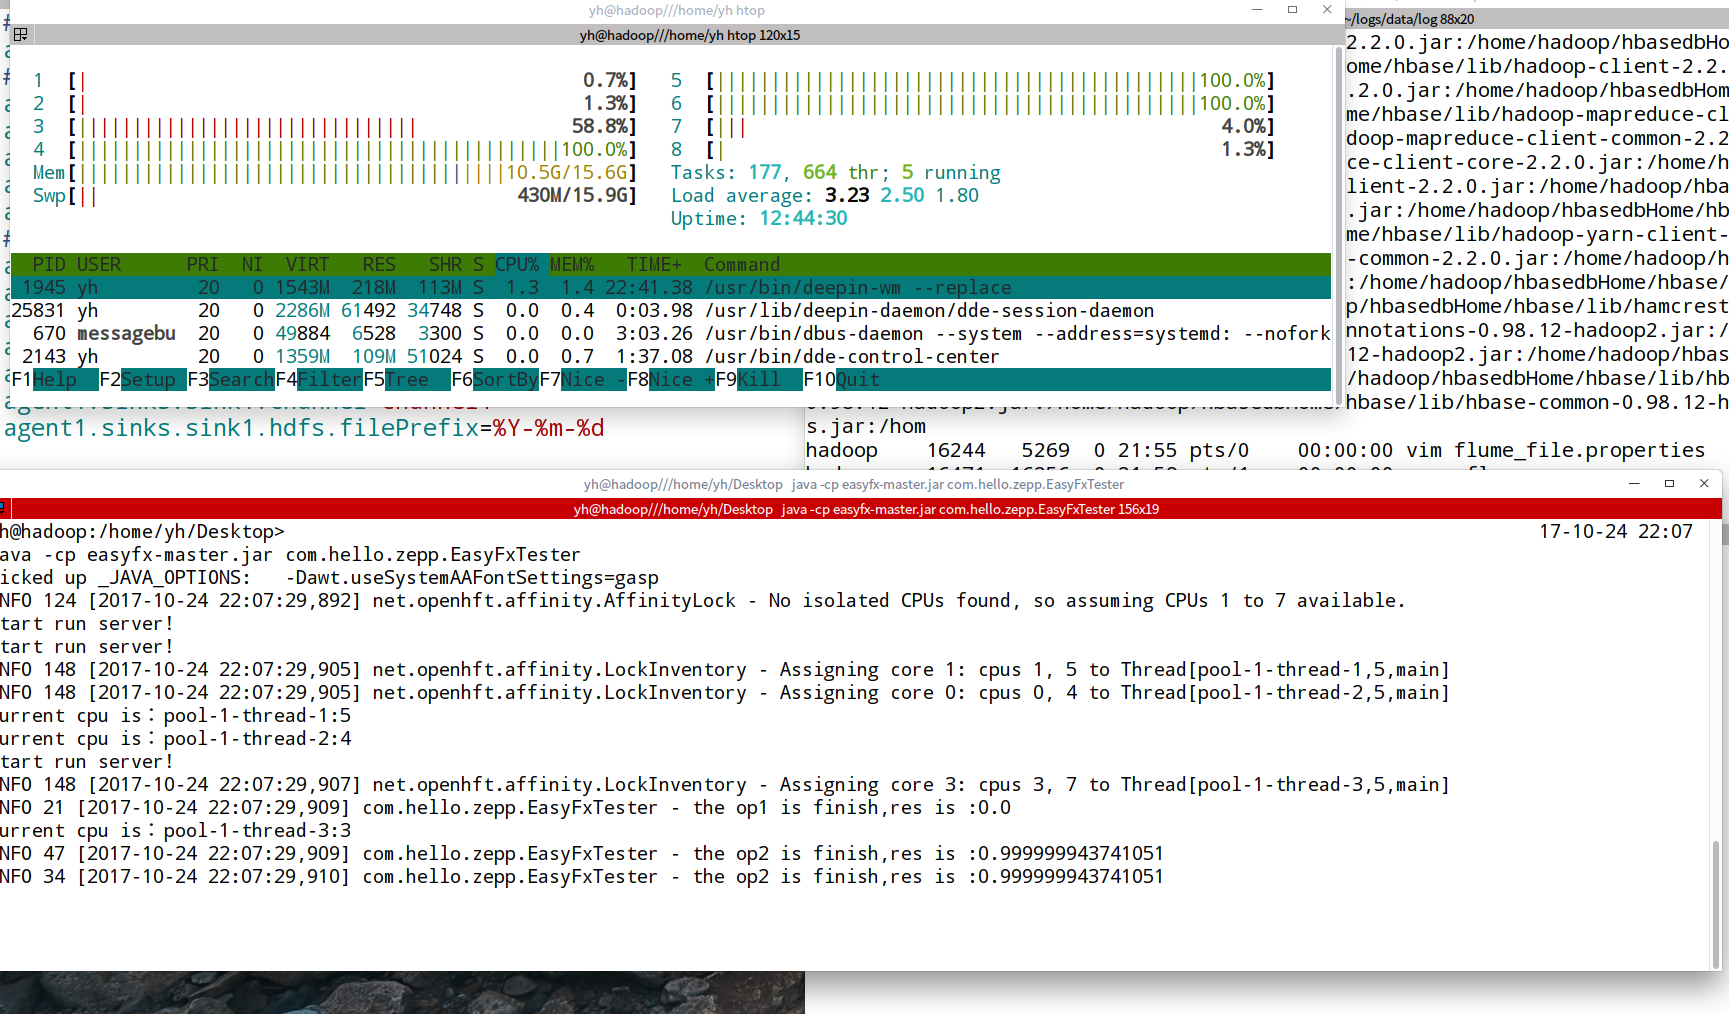 yh@hadoop///home/yh htop
yh@hadoop///home/yh htop 120x15
1 [| 0.7%]
2 [| 1.3%]
3 [||||||||||||||||||||||||||||||| 58.8%]
4 [||||||||||||||||||||||||||||||||||||||||||||100.0%]
Mem[|||||||||||||||||||||||||||||||||||||||10.5G/15.6G]
Swp[|| 430M/15.9G]
5 [||||||||||||||||||||||||||||||||||||||||||||100.0%]
6 [||||||||||||||||||||||||||||||||||||||||||||100.0%]
7 [||| 4.0%]
8 [| 1.3%]
Tasks: 177, 664 thr; 5 running
Load average: 3.23 2.50 1.80
Uptime: 12:44:30
PID USER PRI NI VIRT RES SHR S CPU% MEM% TIME+ Command
1945 yh 20 0 1543M 218M 113M S 1.3 1.4 22:41.38 /usr/bin/deepin-wm --replace
25831 yh 20 0 2286M 61492 34748 S 0.0 0.4 0:03.98 /usr/lib/deepin-daemon/dde-session-daemon
670 messagebu 20 0 49884 6528 3300 S 0.0 0.0 3:03.26 /usr/bin/dbus-daemon --system --address=systemd: --nofork
2143 yh 20 0 1359M 109M 51024 S 0.0 0.7 1:37.08 /usr/bin/dde-control-center
F1Help F2Setup F3SearchF4FilterF5Tree F6SortByF7Nice -F8Nice +F9Kill F10Quit
agent1.sinks.sink1.hdfs.filePrefix=%Y-%m-%d
~/logs/data/log 88x20
2.2.0.jar:/home/hadoop/hbasedbHo
ome/hbase/lib/hadoop-client-2.2.
.2.0.jar:/home/hadoop/hbasedbHom
me/hbase/lib/hadoop-mapreduce-cl
doop-mapreduce-client-common-2.2
ce-client-core-2.2.0.jar:/home/h
lient-2.2.0.jar:/home/hadoop/hba
.jar:/home/hadoop/hbasedbHome/hb
me/hbase/lib/hadoop-yarn-client-
-common-2.2.0.jar:/home/hadoop/h
:/home/hadoop/hbasedbHome/hbase/
p/hbasedbHome/hbase/lib/hamcrest
nnotations-0.98.12-hadoop2.jar:/
12-hadoop2.jar:/home/hadoop/hbas
/hadoop/hbasedbHome/hbase/lib/hb
0.98.12-hadoop2.jar:/home/hadoop/hbasedbHome/hbase/lib/hbase-common-0.98.12-h
s.jar:/hom
hadoop 16244 5269 0 21:55 pts/0 00:00:00 vim flume_file.properties
yh@hadoop///home/yh/Desktop java -cp easyfx-master.jar com.hello.zepp.EasyFxTester
yh@hadoop///home/yh/Desktop java -cp easyfx-master.jar com.hello.zepp.EasyFxTester 156x19
h@hadoop:/home/yh/Desktop> 17-10-24 22:07
ava -cp easyfx-master.jar com.hello.zepp.EasyFxTester
icked up _JAVA_OPTIONS: -Dawt.useSystemAAFontSettings=gasp
NFO 124 [2017-10-24 22:07:29,892] net.openhft.affinity.AffinityLock - No isolated CPUs found, so assuming CPUs 1 to 7 available.
tart run server!
tart run server!
NFO 148 [2017-10-24 22:07:29,905] net.openhft.affinity.LockInventory - Assigning core 1: cpus 1, 5 to Thread[pool-1-thread-1,5,main]
NFO 148 [2017-10-24 22:07:29,905] net.openhft.affinity.LockInventory - Assigning core 0: cpus 0, 4 to Thread[pool-1-thread-2,5,main]
urrent cpu is：pool-1-thread-1:5
urrent cpu is：pool-1-thread-2:4
tart run server!
NFO 148 [2017-10-24 22:07:29,907] net.openhft.affinity.LockInventory - Assigning core 3: cpus 3, 7 to Thread[pool-1-thread-3,5,main]
NFO 21 [2017-10-24 22:07:29,909] com.hello.zepp.EasyFxTester - the op1 is finish,res is :0.0
urrent cpu is：pool-1-thread-3:3
NFO 47 [2017-10-24 22:07:29,909] com.hello.zepp.EasyFxTester - the op2 is finish,res is :0.999999943741051
NFO 34 [2017-10-24 22:07:29,910] com.hello.zepp.EasyFxTester - the op2 is finish,res is :0.999999943741051